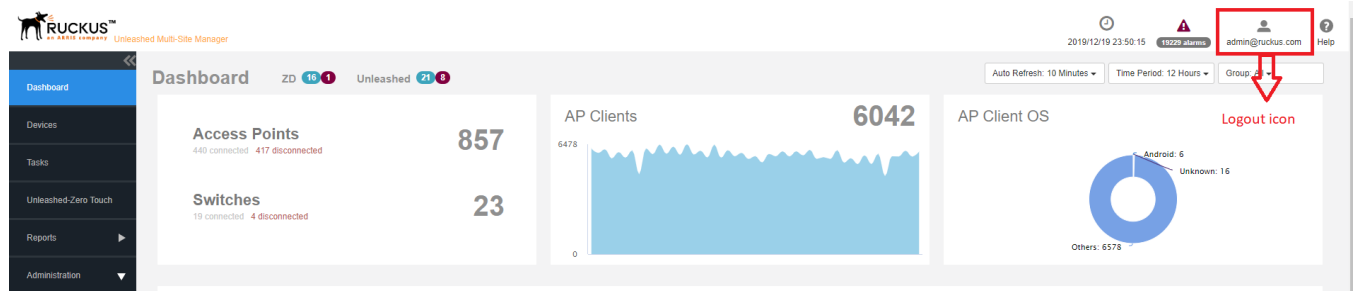 RUCKUS™
an ARRIS company
Unleashed Multi-Site Manager
2019/12/19 23:50:15
19229 alarms
admin@ruckus.com
Help
Dashboard
Devices
Tasks
Unleashed-Zero Touch
Reports
Administration
Dashboard ZD 16 1 Unleashed 21 8
Auto Refresh: 10 Minutes
Time Period: 12 Hours
Group: All
Logout icon
Access Points 857
440 connected 417 disconnected
Switches 23
19 connected 4 disconnected
AP Clients 6042
6478
0
AP Client OS
Android: 6
Unknown: 16
Others: 6578